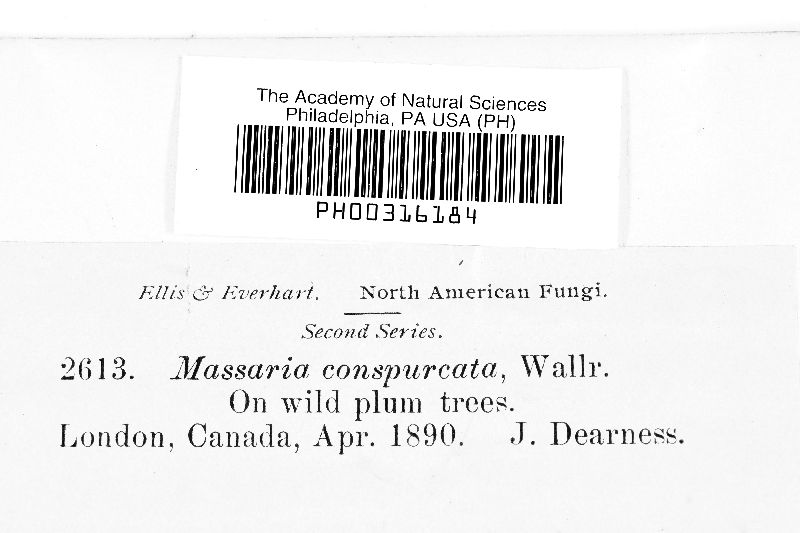 The Academy of Natural Sciences
Philadelphia, PA USA (PH)
PH00316184
Ellis & Everhart. North American Fungi.
Second Series.
2613. Massaria conspurcata, Wallr.
On wild plum trees.
London, Canada, Apr. 1890. J. Dearness.